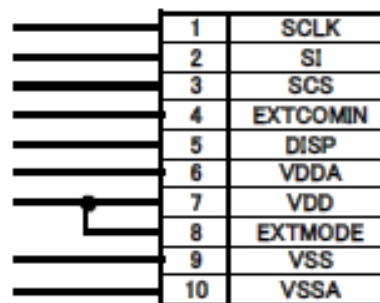 1 SCLK
2 SI
3 SCS
4 EXTCOMIN
5 DISP
6 VDDA
7 VDD
8 EXTMODE
9 VSS
10 VSSA